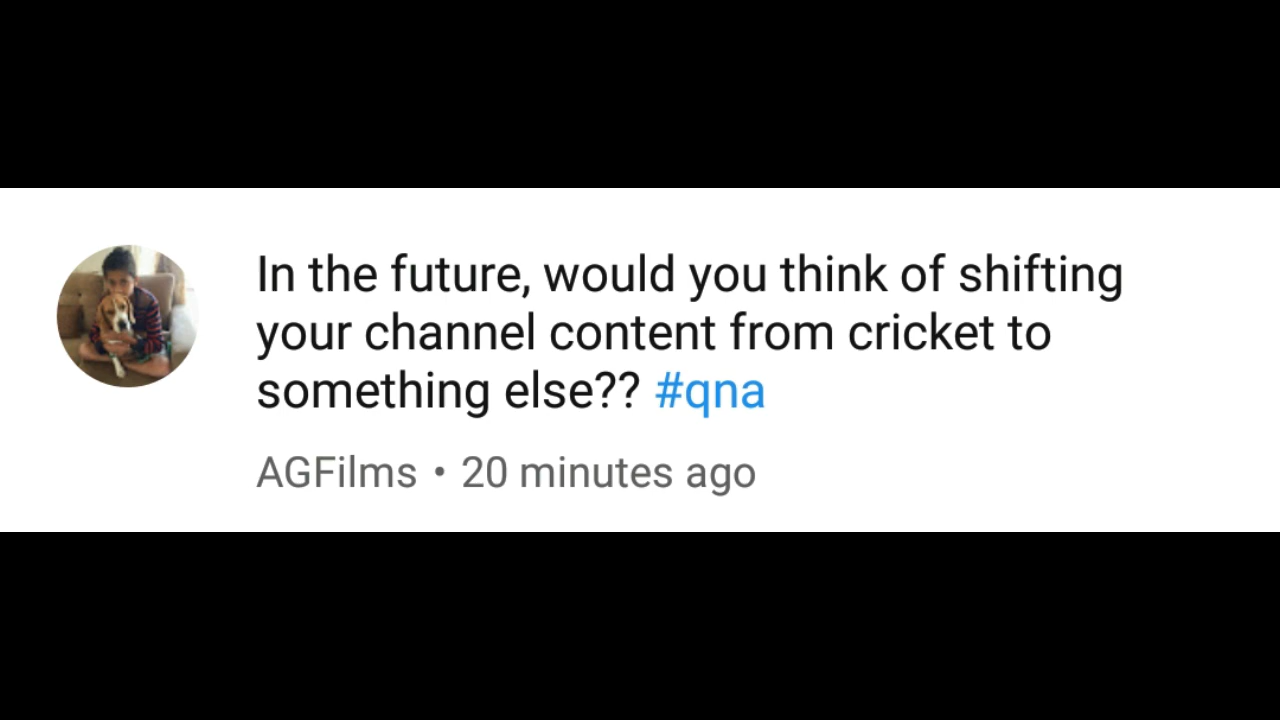 In the future, would you think of shifting
your channel content from cricket to
something else?? #qna
AGFilms • 20 minutes ago